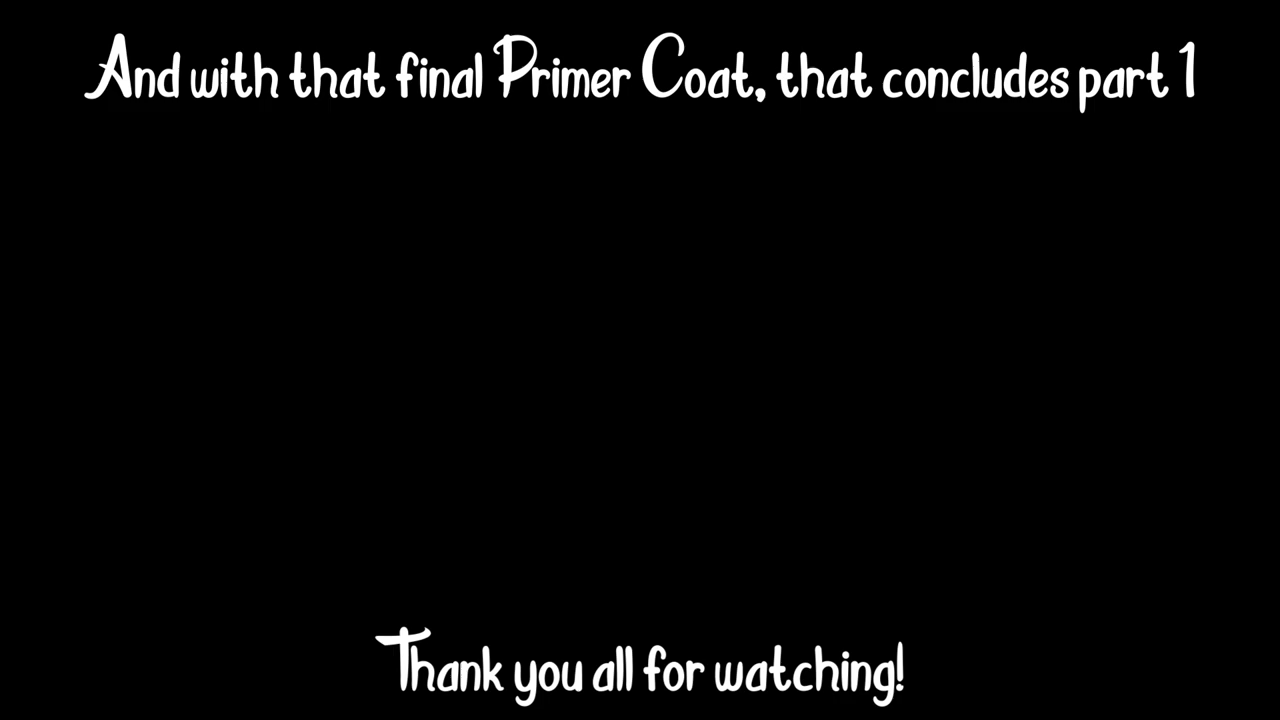 And with that final Primer Coat, that concludes part 1
Thank you all for watching!